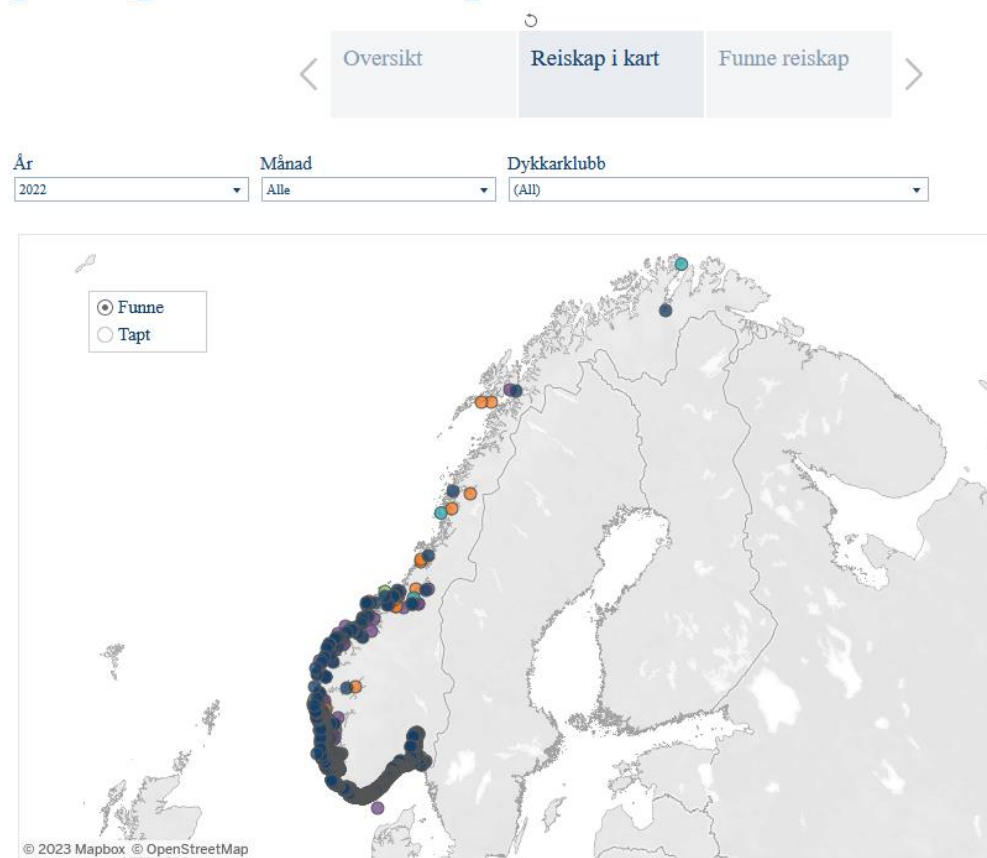 Oversikt
Reiskap i kart
Funne reiskap
År
Månad
Dykkarklubb
2022
Alle
(All)
Funne
Tapt
© 2023 Mapbox © OpenStreetMap